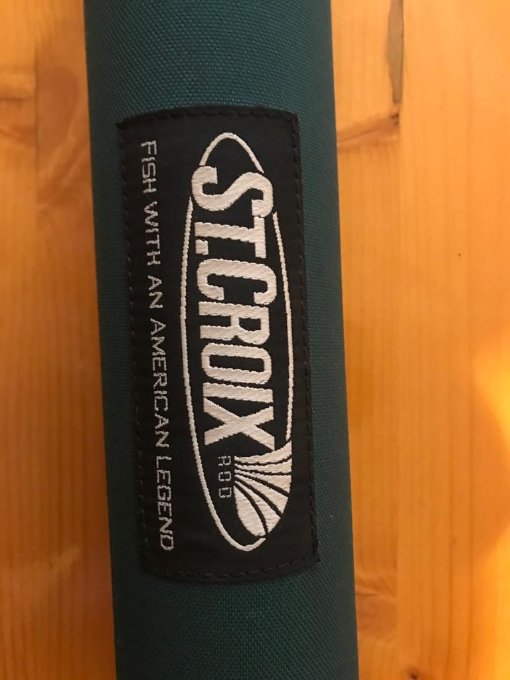 ST.CROIX
ROD
FISH WITH AN AMERICAN LEGEND